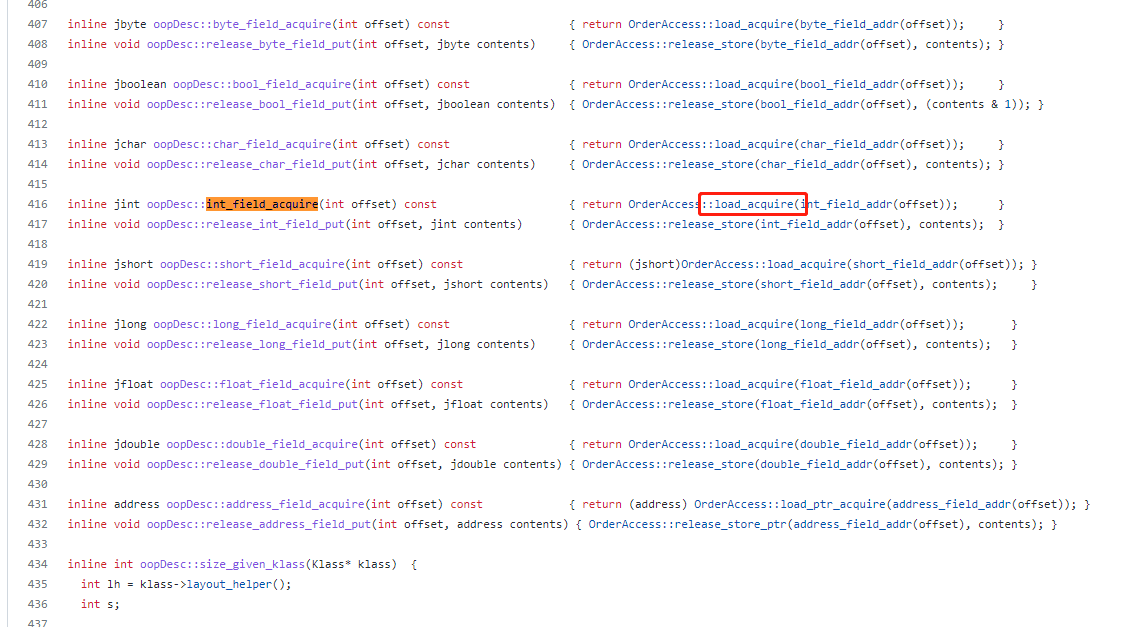 406
407 inline jbyte oopDesc::byte_field_acquire(int offset) const { return OrderAccess::load_acquire(byte_field_addr(offset)); }
408 inline void oopDesc::release_byte_field_put(int offset, jbyte contents) { OrderAccess::release_store(byte_field_addr(offset), contents); }
409
410 inline jboolean oopDesc::bool_field_acquire(int offset) const { return OrderAccess::load_acquire(bool_field_addr(offset)); }
411 inline void oopDesc::release_bool_field_put(int offset, jboolean contents) { OrderAccess::release_store(bool_field_addr(offset), (contents & 1)); }
412
413 inline jchar oopDesc::char_field_acquire(int offset) const { return OrderAccess::load_acquire(char_field_addr(offset)); }
414 inline void oopDesc::release_char_field_put(int offset, jchar contents) { OrderAccess::release_store(char_field_addr(offset), contents); }
415
416 inline jint oopDesc::int_field_acquire(int offset) const { return OrderAccess::load_acquire(int_field_addr(offset)); }
417 inline void oopDesc::release_int_field_put(int offset, jint contents) { OrderAccess::release_store(int_field_addr(offset), contents); }
418
419 inline jshort oopDesc::short_field_acquire(int offset) const { return (jshort)OrderAccess::load_acquire(short_field_addr(offset)); }
420 inline void oopDesc::release_short_field_put(int offset, jshort contents) { OrderAccess::release_store(short_field_addr(offset), contents); }
421
422 inline jlong oopDesc::long_field_acquire(int offset) const { return OrderAccess::load_acquire(long_field_addr(offset)); }
423 inline void oopDesc::release_long_field_put(int offset, jlong contents) { OrderAccess::release_store(long_field_addr(offset), contents); }
424
425 inline jfloat oopDesc::float_field_acquire(int offset) const { return OrderAccess::load_acquire(float_field_addr(offset)); }
426 inline void oopDesc::release_float_field_put(int offset, jfloat contents) { OrderAccess::release_store(float_field_addr(offset), contents); }
427
428 inline jdouble oopDesc::double_field_acquire(int offset) const { return OrderAccess::load_acquire(double_field_addr(offset)); }
429 inline void oopDesc::release_double_field_put(int offset, jdouble contents) { OrderAccess::release_store(double_field_addr(offset), contents); }
430
431 inline address oopDesc::address_field_acquire(int offset) const { return (address) OrderAccess::load_ptr_acquire(address_field_addr(offset)); }
432 inline void oopDesc::release_address_field_put(int offset, address contents) { OrderAccess::release_store_ptr(address_field_addr(offset), contents); }
433
434 inline int oopDesc::size_given_klass(Klass* klass) {
435 int lh = klass->layout_helper();
436 int s;
437